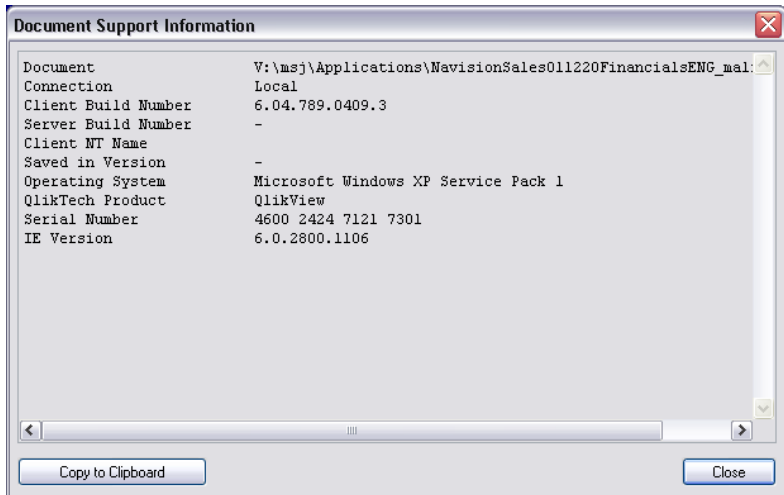 Document Support Information
Document V:\msj\Applications\NavisionSales011220FinancialsENG_mal
Connection Local
Client Build Number 6.04.789.0409.3
Server Build Number -
Client NT Name
Saved in Version -
Operating System Microsoft Windows XP Service Pack 1
QlikTech Product QlikView
Serial Number 4600 2424 7121 7301
IE Version 6.0.2800.1106
Copy to Clipboard Close